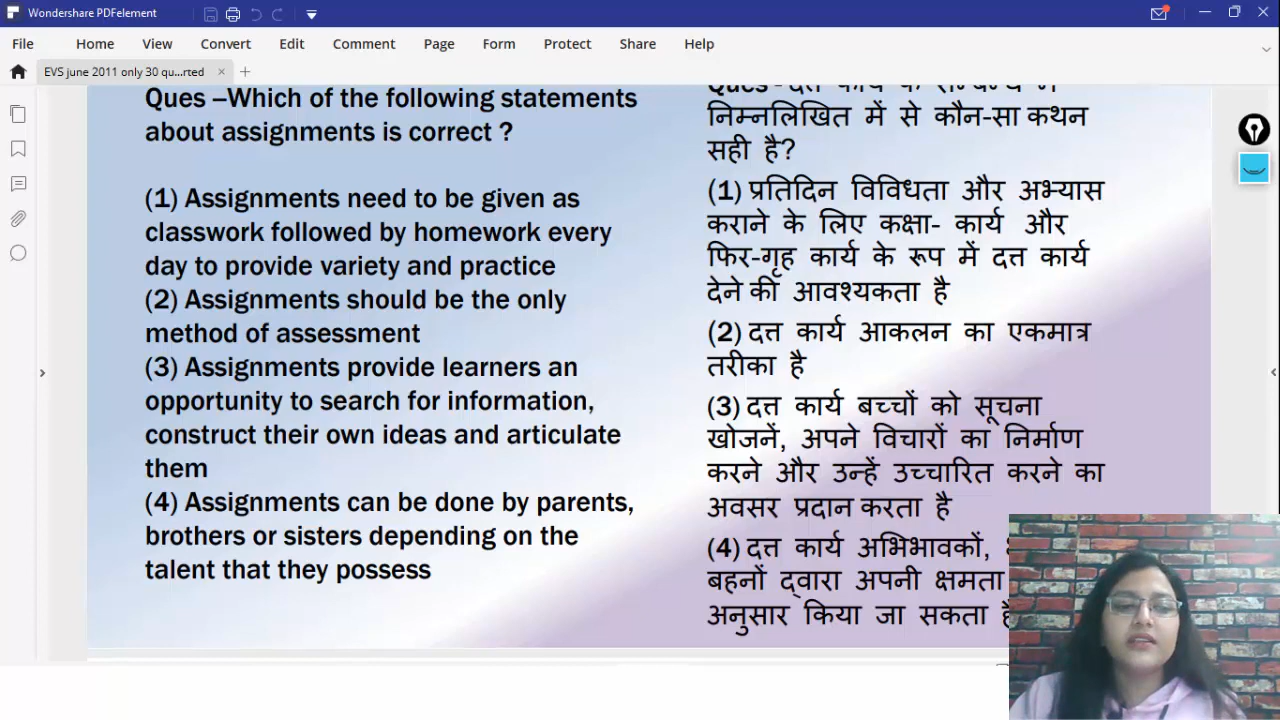 Wondershare PDFelement
File Home View Convert Edit Comment Page Form Protect Share Help
EVS june 2011 only 30 qu...rted
Ques –Which of the following statements
about assignments is correct ?
(1) Assignments need to be given as
classwork followed by homework every
day to provide variety and practice
(2) Assignments should be the only
method of assessment
(3) Assignments provide learners an
opportunity to search for information,
construct their own ideas and articulate
them
(4) Assignments can be done by parents,
brothers or sisters depending on the
talent that they possess
Ques - दत्त कार्य के सम्बन्ध में
निम्नलिखित में से कौन-सा कथन
सही है?
(1) प्रतिदिन विविधता और अभ्यास
कराने के लिए कक्षा- कार्य और
फिर-गृह कार्य के रूप में दत्त कार्य
देने की आवश्यकता है
(2) दत्त कार्य आकलन का एकमात्र
तरीका है
(3) दत्त कार्य बच्चों को सूचना
खोजनें, अपने विचारों का निर्माण
करने और उन्हें उच्चारित करने का
अवसर प्रदान करता है
(4) दत्त कार्य अभिभावकों,
बहनों द्वारा अपनी क्षमता
अनुसार किया जा सकता